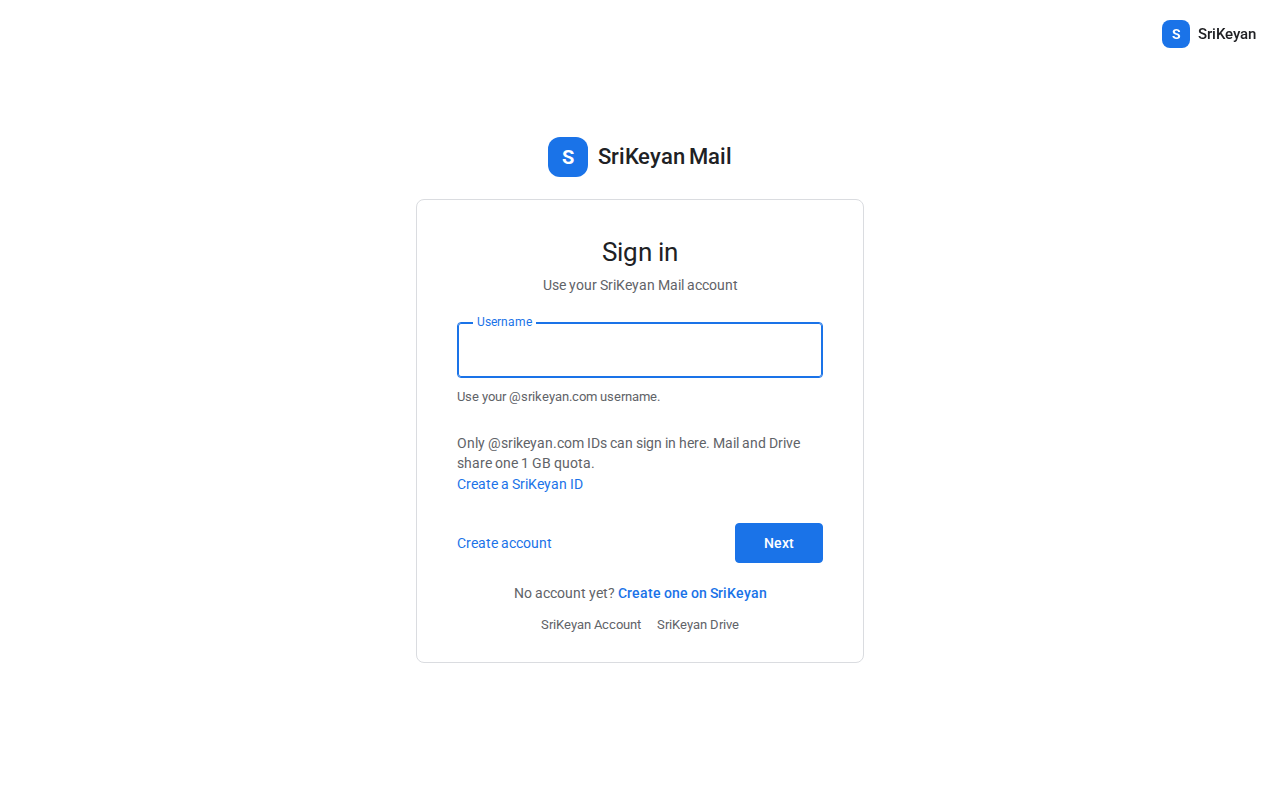 S SriKeyan
S SriKeyan Mail
Sign in
Use your SriKeyan Mail account
Username
Use your @srikeyan.com username.
Only @srikeyan.com IDs can sign in here. Mail and Drive
share one 1 GB quota.
Create a SriKeyan ID
Create account Next
No account yet? Create one on SriKeyan
SriKeyan Account SriKeyan Drive